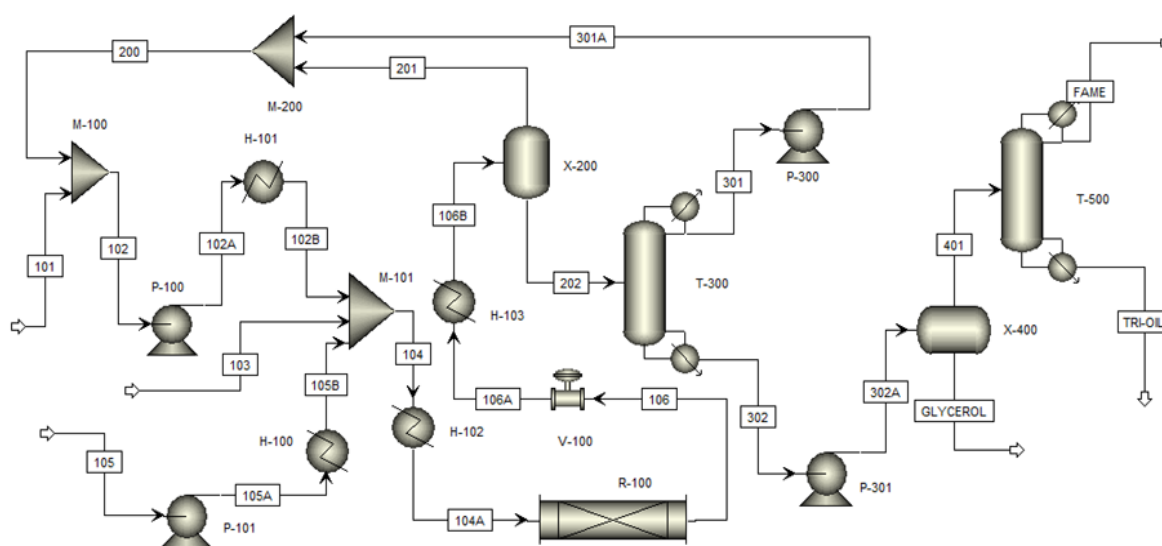 200
301A
201
M-200
FAME
M-100
H-101
X-200
P-300
T-500
106B
301
102A
102B
401
101
102
P-100
M-101
202
T-300
H-103
X-400
TRI-OIL
103
104
105B
106A
106
302A
GLYCEROL
V-100
302
105
H-100
H-102
R-100
P-301
105A
104A
P-101